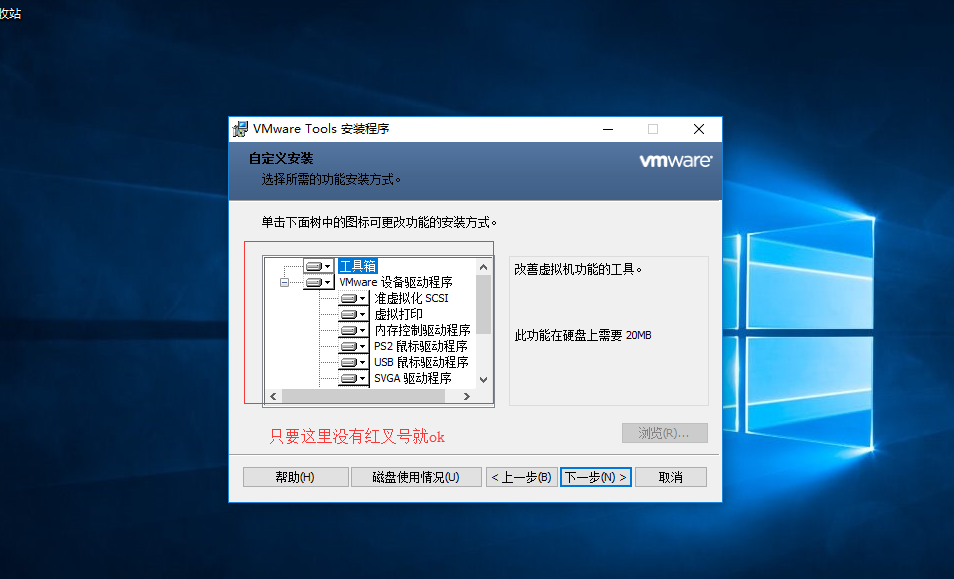 收站
VMware Tools 安装程序
自定义安装
选择所需的功能安装方式。
vmware®
单击下面树中的图标可更改功能的安装方式。
工具箱
VMware 设备驱动程序
准虚拟化 SCSI
虚拟打印
内存控制驱动程序
PS2 鼠标驱动程序
USB 鼠标驱动程序
SVGA 驱动程序
改善虚拟机功能的工具。
此功能在硬盘上需要 20MB
只要这里没有红叉号就ok
浏览(R)...
帮助(H)
磁盘使用情况(U)
< 上一步(B)
下一步(N) >
取消